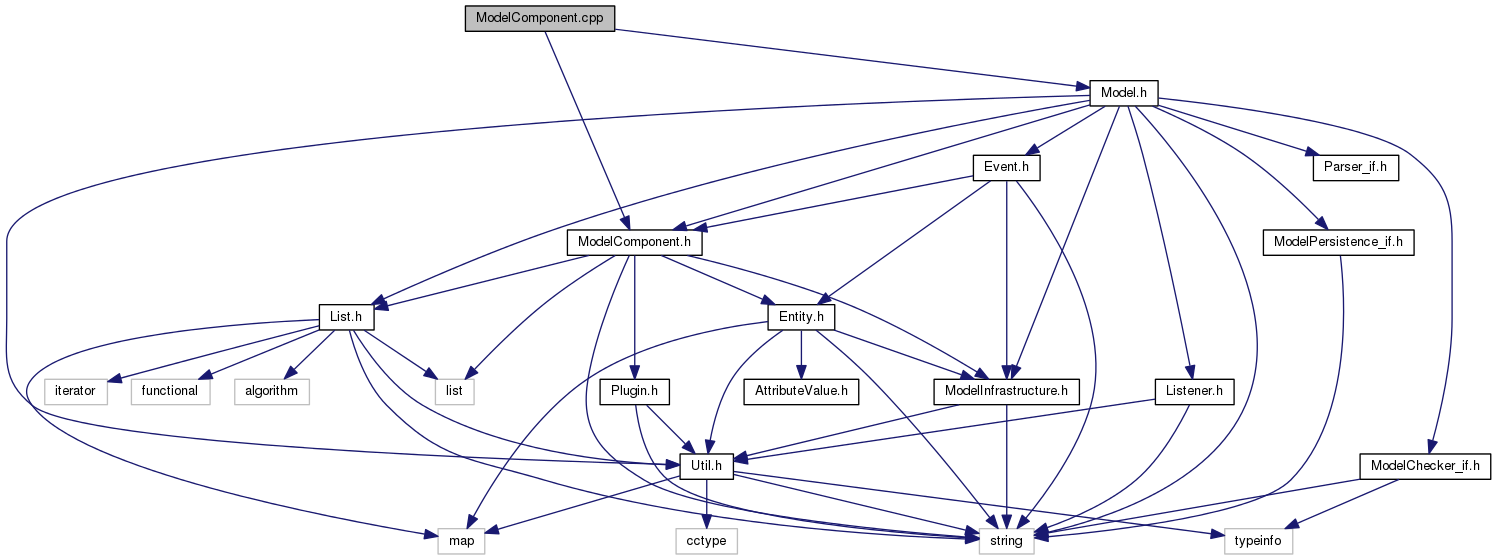 ModelComponent.cpp
Model.h
Event.h
Parser_if.h
ModelComponent.h
ModelPersistence_if.h
List.h
Entity.h
iterator
functional
algorithm
list
Plugin.h
AttributeValue.h
ModelInfrastructure.h
Listener.h
Util.h
ModelChecker_if.h
map
cctype
string
typeinfo